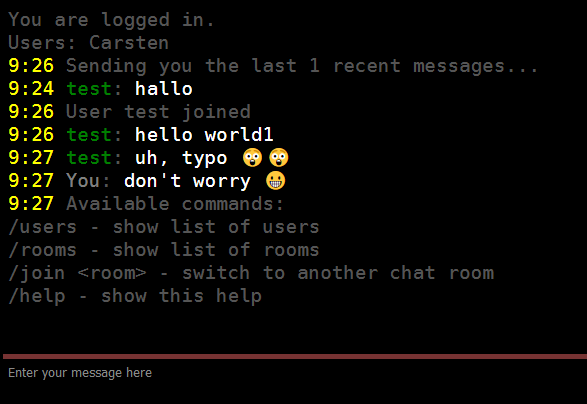 You are logged in.
Users: Carsten
9:26 Sending you the last 1 recent messages...
9:24 test: hallo
9:26 User test joined
9:26 test: hello world1
9:27 test: uh, typo 😲😲
9:27 You: don't worry 😀
9:27 Available commands:
/users - show list of users
/rooms - show list of rooms
/join <room> - switch to another chat room
/help - show this help
Enter your message here